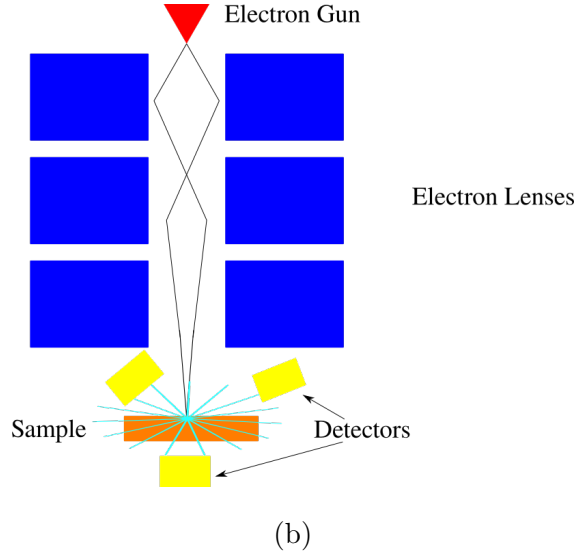 Electron Gun
Electron Lenses
Sample
Detectors
(b)